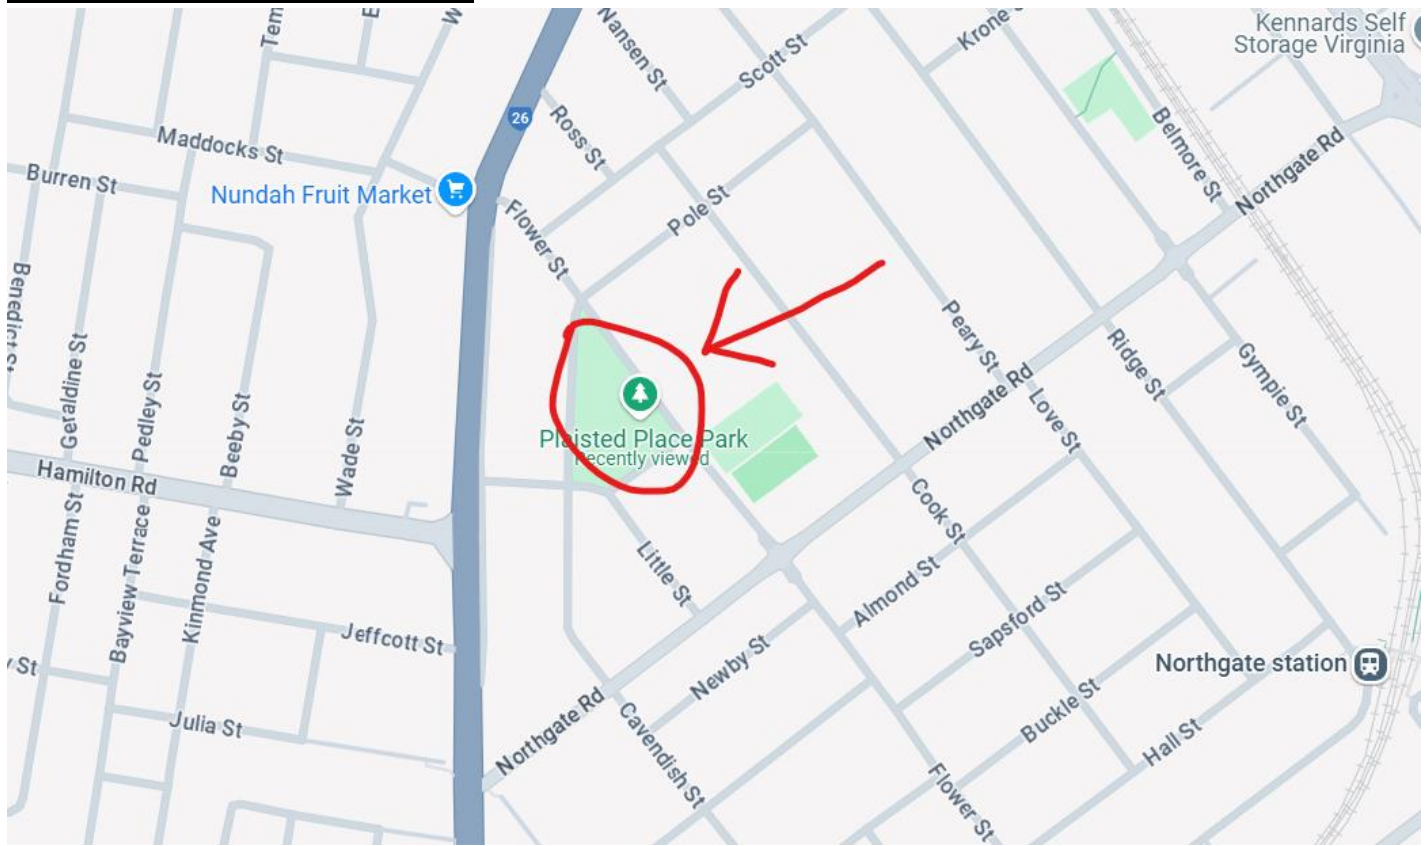 Kennards Self
Storage Virginia
Tem
E
W
Nansen St
Scott St
Krone S
26
Ross St
Belmore St
Northgate Rd
Maddocks St
Burren St
Nundah Fruit Market
Flower St
Pole St
Benedict St
Geraldine St
Pedley St
Beeby St
Wade St
Peary St
Ridge St
Gympie St
Plaisted Place Park
Recently viewed
Northgate Rd
Love St
Hamilton Rd
Fordham St
Bayview Terrace
Kinmond Ave
Cook St
Little St
Almond St
Sapsford St
Jeffcott St
y St
Newby St
Northgate station
Julia St
Northgate Rd
Cavendish St
Buckle St
Hall St
Flower St